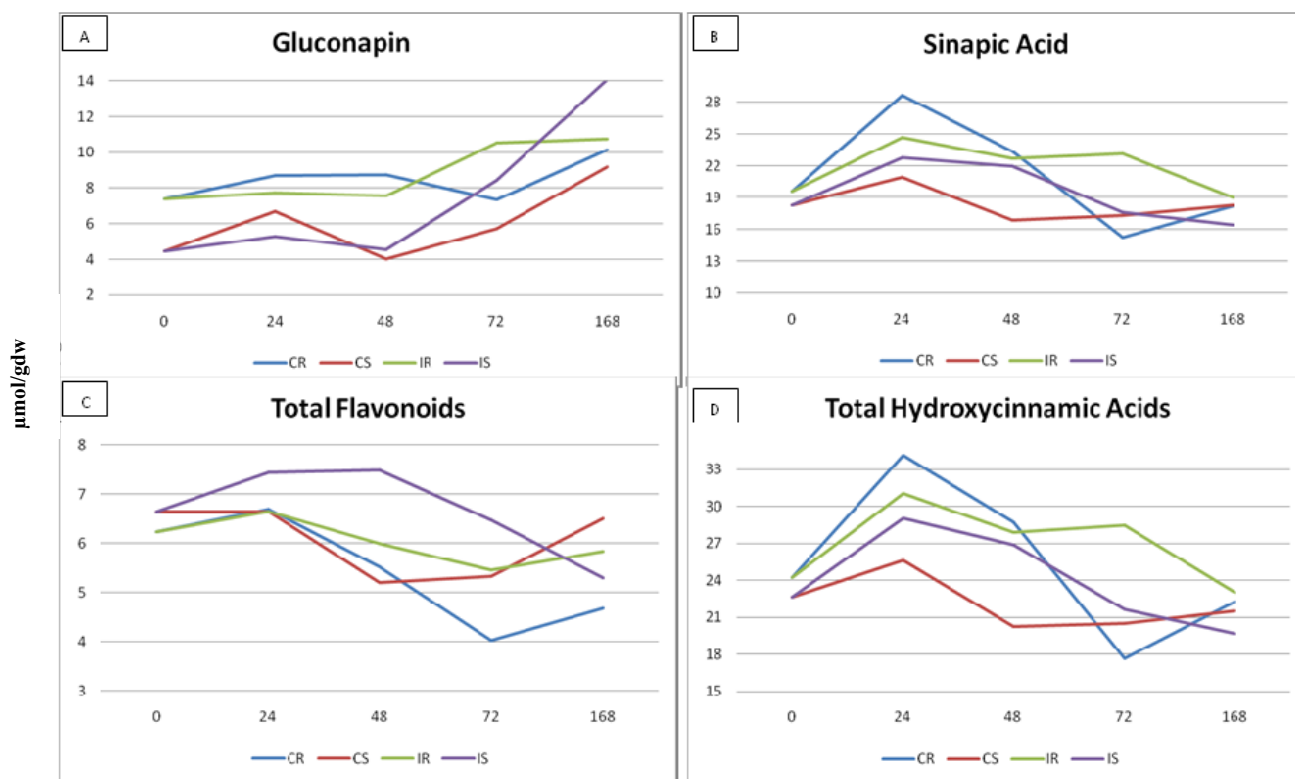 A
Gluconapin
14
12
10
8
6
4
2
0 24 48 72 168
CR CS IR IS
B
Sinapic Acid
28
25
22
19
16
13
10
0 24 48 72 168
CR CS IR IS
µmol/gdw
C
Total Flavonoids
8
7
6
5
4
3
0 24 48 72 168
CR CS IR IS
D
Total Hydroxycinnamic Acids
33
30
27
24
21
18
15
0 24 48 72 168
CR CS IR IS